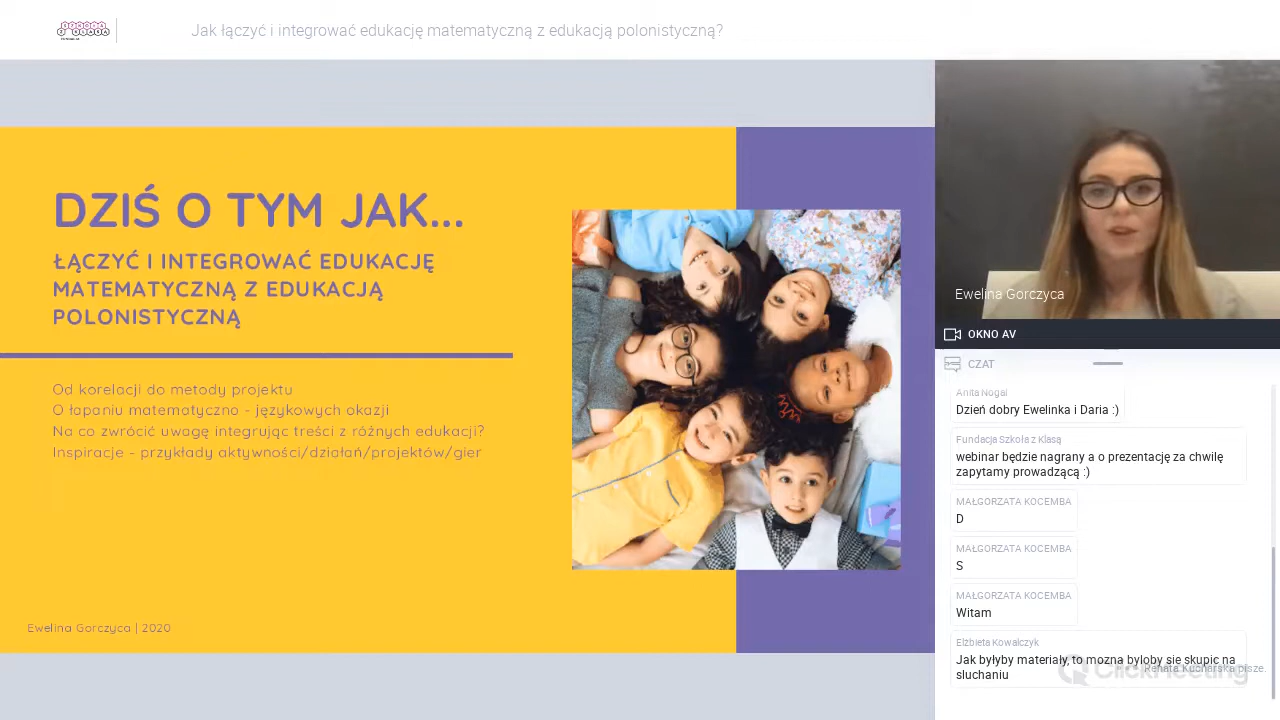 SZKOŁA
Z KLASĄ
Jak łączyć i integrować edukację matematyczną z edukacją polonistyczną?
DZIŚ O TYM JAK...
ŁĄCZYĆ I INTEGROWAĆ EDUKACJĘ
MATEMATYCZNĄ Z EDUKACJĄ
POLONISTYCZNĄ
Od korelacji do metody projektu
O łapaniu matematyczno - językowych okazji
Na co zwrócić uwagę integrując treści z różnych edukacji?
Inspiracje - przykłady aktywności/działań/projektów/gier
Ewelina Gorczyca | 2020
Ewelina Gorczyca
OKNO AV
CZAT
Anita Nogal
Dzień dobry Ewelinka i Daria :)
Fundacja Szkoła z Klasą
webinar będzie nagrany a o prezentację za chwilę
zapytamy prowadzącą :)
MAŁGORZATA KOCEMBA
D
MAŁGORZATA KOCEMBA
S
MAŁGORZATA KOCEMBA
Witam
Elżbieta Kowalczyk
Jak byłyby materiały, to mozna byloby sie skupic na
sluchaniu
Renata Kucharska pisze.
ClickMeeting